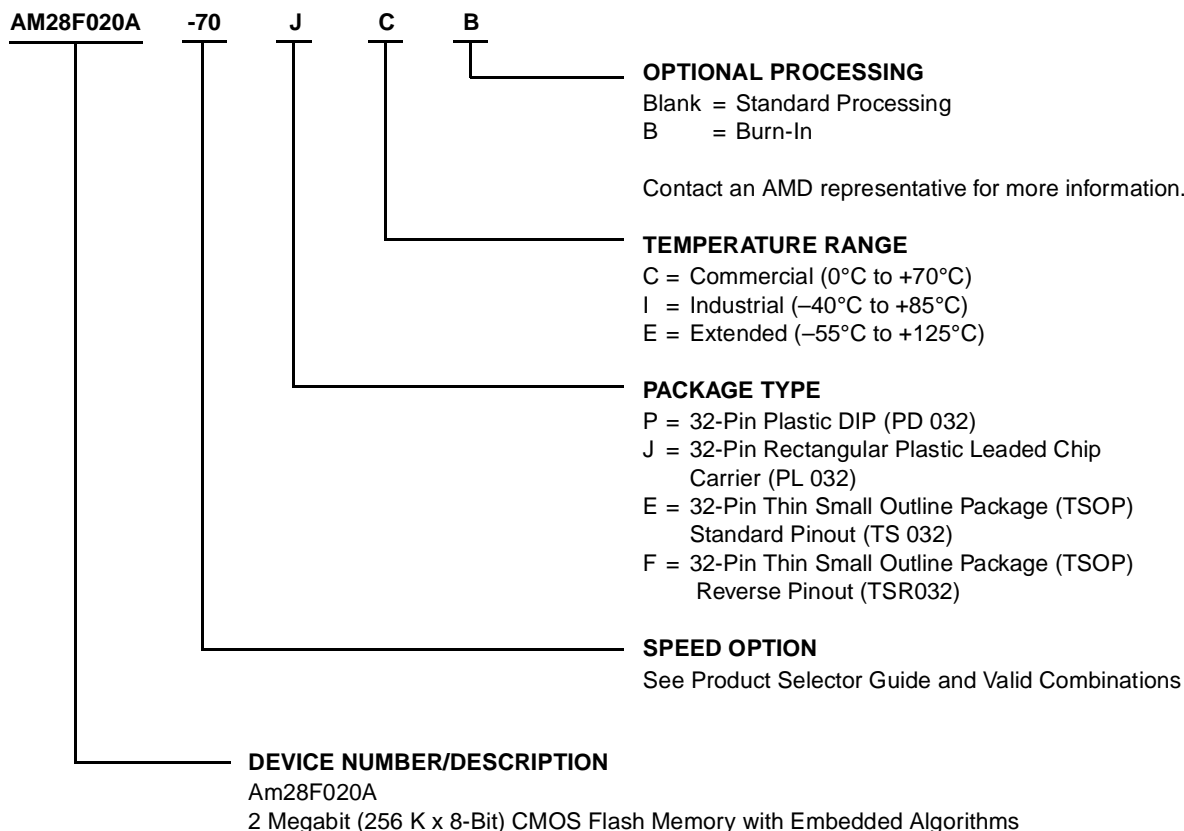 AM28F020A -70 J C B
OPTIONAL PROCESSING
Blank = Standard Processing
B = Burn-In
Contact an AMD representative for more information.
TEMPERATURE RANGE
C = Commercial (0°C to +70°C)
I = Industrial (–40°C to +85°C)
E = Extended (–55°C to +125°C)
PACKAGE TYPE
P = 32-Pin Plastic DIP (PD 032)
J = 32-Pin Rectangular Plastic Leaded Chip
Carrier (PL 032)
E = 32-Pin Thin Small Outline Package (TSOP)
Standard Pinout (TS 032)
F = 32-Pin Thin Small Outline Package (TSOP)
Reverse Pinout (TSR032)
SPEED OPTION
See Product Selector Guide and Valid Combinations
DEVICE NUMBER/DESCRIPTION
Am28F020A
2 Megabit (256 K x 8-Bit) CMOS Flash Memory with Embedded Algorithms